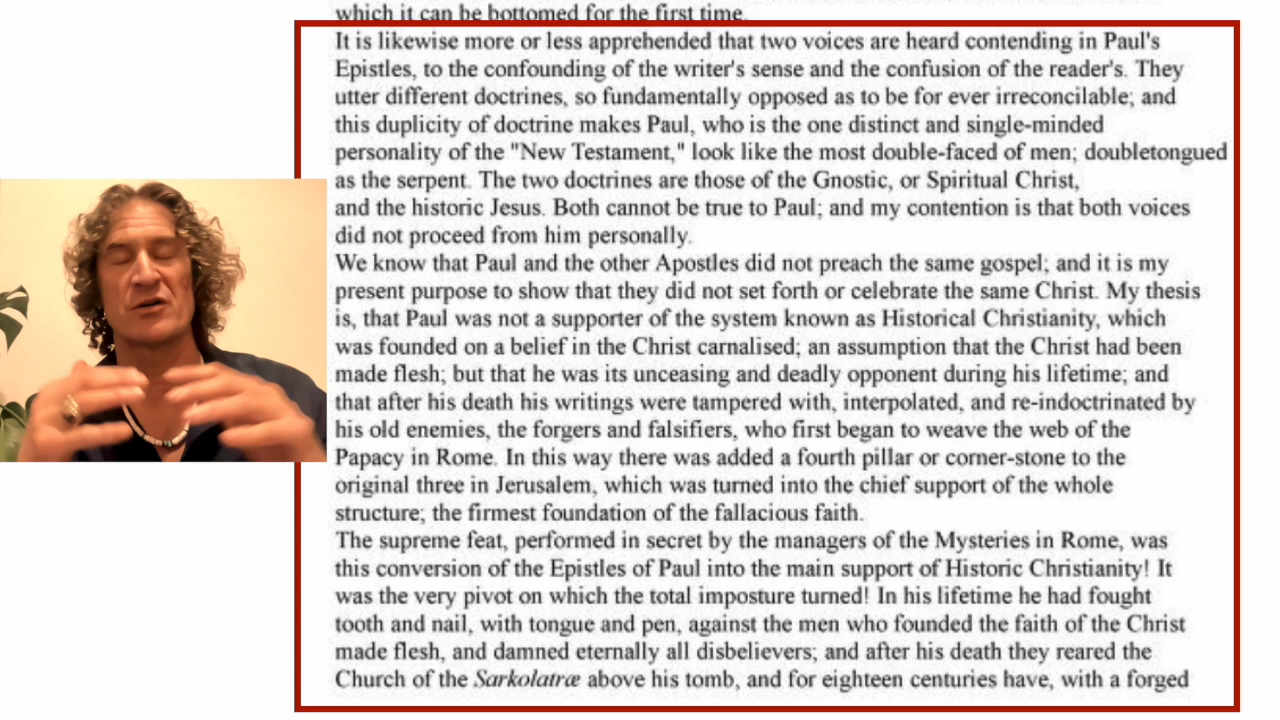 which it can be bottomed for the first time.
It is likewise more or less apprehended that two voices are heard contending in Paul's
Epistles, to the confounding of the writer's sense and the confusion of the reader's. They
utter different doctrines, so fundamentally opposed as to be for ever irreconcilable; and
this duplicity of doctrine makes Paul, who is the one distinct and single-minded
personality of the "New Testament," look like the most double-faced of men; doubletongued
as the serpent. The two doctrines are those of the Gnostic, or Spiritual Christ,
and the historic Jesus. Both cannot be true to Paul; and my contention is that both voices
did not proceed from him personally.
We know that Paul and the other Apostles did not preach the same gospel; and it is my
present purpose to show that they did not set forth or celebrate the same Christ. My thesis
is, that Paul was not a supporter of the system known as Historical Christianity, which
was founded on a belief in the Christ carnalised; an assumption that the Christ had been
made flesh; but that he was its unceasing and deadly opponent during his lifetime; and
that after his death his writings were tampered with, interpolated, and re-indoctrinated by
his old enemies, the forgers and falsifiers, who first began to weave the web of the
Papacy in Rome. In this way there was added a fourth pillar or corner-stone to the
original three in Jerusalem, which was turned into the chief support of the whole
structure; the firmest foundation of the fallacious faith.
The supreme feat, performed in secret by the managers of the Mysteries in Rome, was
this conversion of the Epistles of Paul into the main support of Historic Christianity! It
was the very pivot on which the total imposture turned! In his lifetime he had fought
tooth and nail, with tongue and pen, against the men who founded the faith of the Christ
made flesh, and damned eternally all disbelievers; and after his death they reared the
Church of the Sarkolatræ above his tomb, and for eighteen centuries have, with a forged